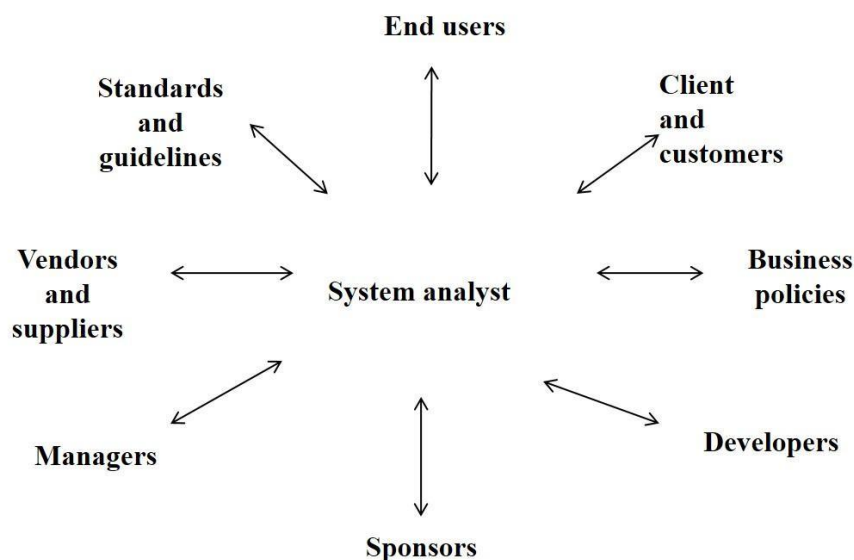 End users
Standards
and
guidelines
Client
and
customers
Vendors
and
suppliers
System analyst
Business
policies
Managers
Developers
Sponsors